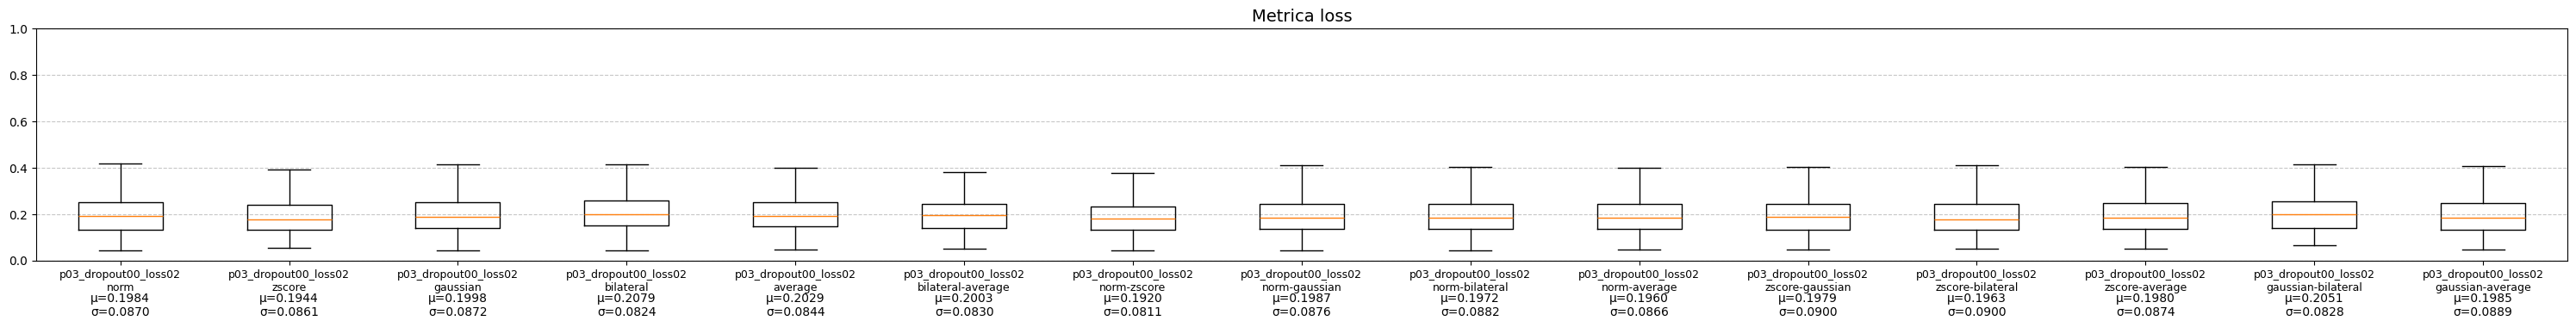 Metrica loss
1.0
0.8
0.6
0.4
0.2
0.0
p03_dropout00_loss02 p03_dropout00_loss02 p03_dropout00_loss02 p03_dropout00_loss02 p03_dropout00_loss02 p03_dropout00_loss02 p03_dropout00_loss02 p03_dropout00_loss02 p03_dropout00_loss02 p03_dropout00_loss02 p03_dropout00_loss02 p03_dropout00_loss02 p03_dropout00_loss02 p03_dropout00_loss02 p03_dropout00_loss02
norm zscore gaussian bilateral average bilateral-average norm-zscore norm-gaussian norm-bilateral norm-average zscore-gaussian zscore-bilateral zscore-average gaussian-bilateral gaussian-average
μ=0.1984 μ=0.1944 μ=0.1998 μ=0.2079 μ=0.2029 μ=0.2003 μ=0.1920 μ=0.1987 μ=0.1972 μ=0.1960 μ=0.1979 μ=0.1963 μ=0.1980 μ=0.2051 μ=0.1985
σ=0.0870 σ=0.0861 σ=0.0872 σ=0.0824 σ=0.0844 σ=0.0830 σ=0.0811 σ=0.0876 σ=0.0882 σ=0.0866 σ=0.0900 σ=0.0900 σ=0.0874 σ=0.0828 σ=0.0889